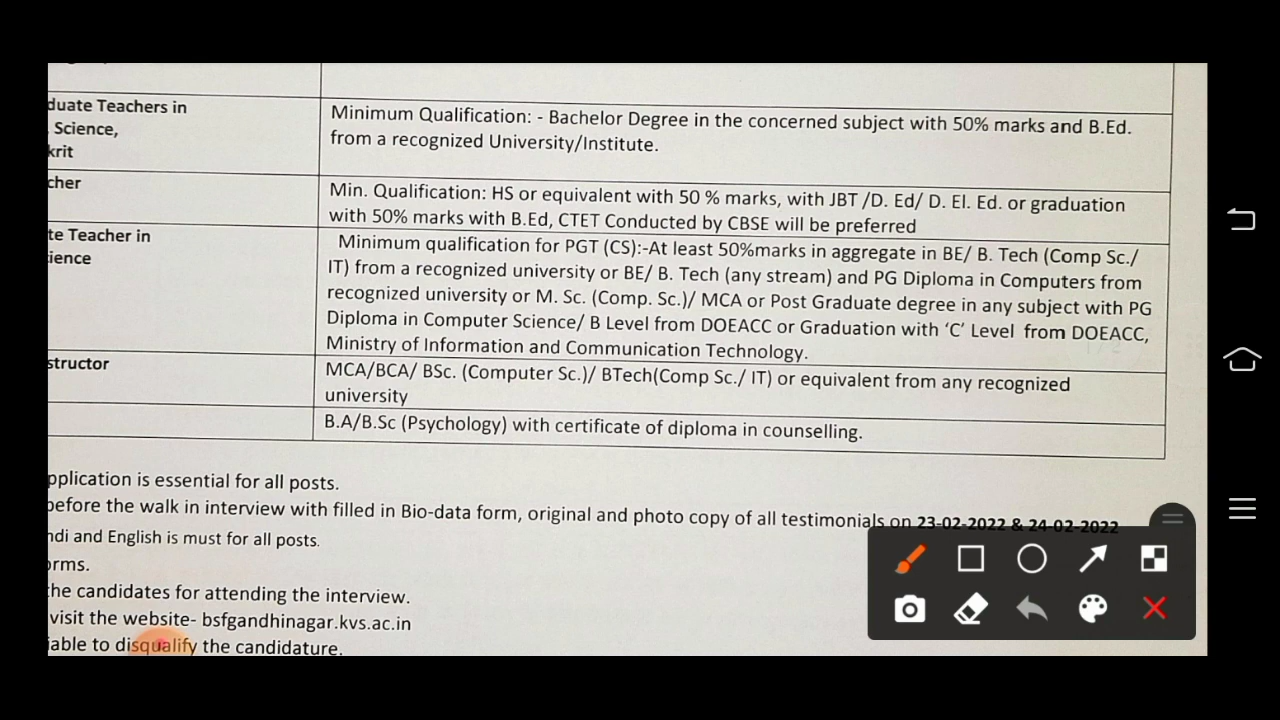 duate Teachers in
Science,
krit
Minimum Qualification: - Bachelor Degree in the concerned subject with 50% marks and B.Ed.
from a recognized University/Institute.
cher
Min. Qualification: HS or equivalent with 50 % marks, with JBT /D. Ed/ D. El. Ed. or graduation
with 50% marks with B.Ed, CTET Conducted by CBSE will be preferred
te Teacher in
ience
Minimum qualification for PGT (CS):-At least 50%marks in aggregate in BE/ B. Tech (Comp Sc./
IT) from a recognized university or BE/ B. Tech (any stream) and PG Diploma in Computers from
recognized university or M. Sc. (Comp. Sc.)/ MCA or Post Graduate degree in any subject with PG
Diploma in Computer Science/ B Level from DOEACC or Graduation with ‘C’ Level from DOEACC,
Ministry of Information and Communication Technology.
structor
MCA/BCA/ BSc. (Computer Sc.)/ BTech(Comp Sc./ IT) or equivalent from any recognized
university
B.A/B.Sc (Psychology) with certificate of diploma in counselling.
pplication is essential for all posts.
before the walk in interview with filled in Bio-data form, original and photo copy of all testimonials on 23-02-2022 & 24-02-2022
ndi and English is must for all posts.
orms.
the candidates for attending the interview.
visit the website- bsfgandhinagar.kvs.ac.in
iable to disqualify the candidature.